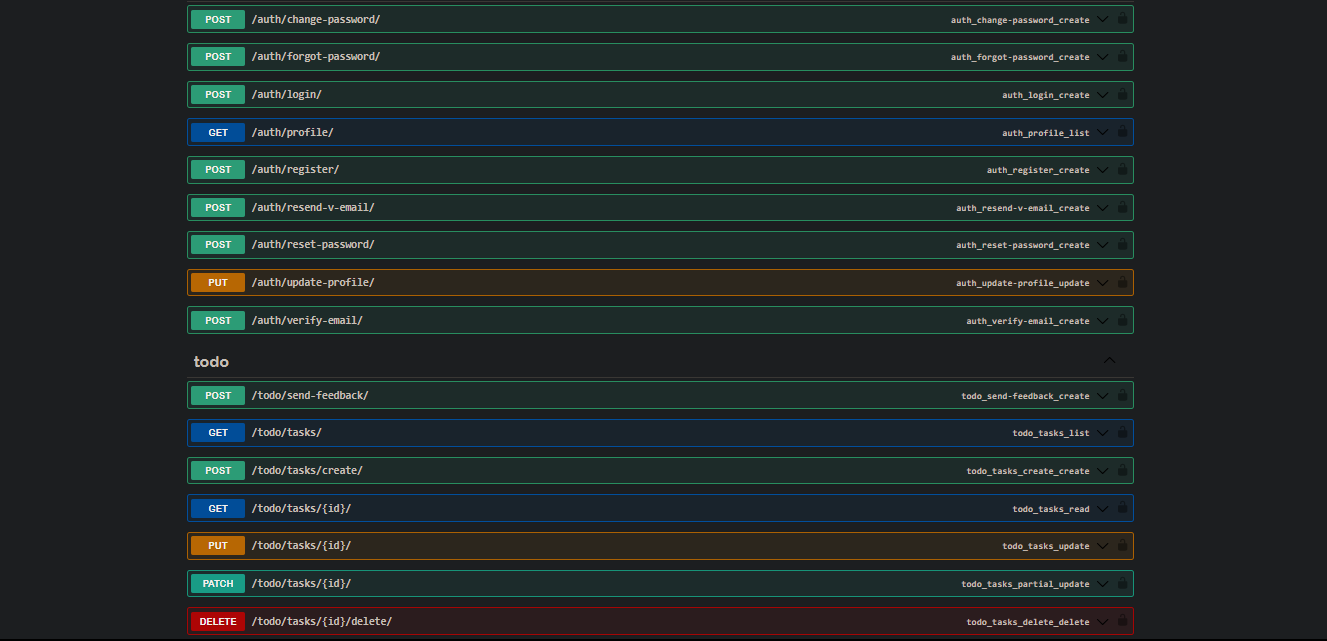 POST /auth/change-password/ auth_change-password_create
POST /auth/forgot-password/ auth_forgot-password_create
POST /auth/login/ auth_login_create
GET /auth/profile/ auth_profile_list
POST /auth/register/ auth_register_create
POST /auth/resend-v-email/ auth_resend-v-email_create
POST /auth/reset-password/ auth_reset-password_create
PUT /auth/update-profile/ auth_update-profile_update
POST /auth/verify-email/ auth_verify-email_create
todo
POST /todo/send-feedback/ todo_send-feedback_create
GET /todo/tasks/ todo_tasks_list
POST /todo/tasks/create/ todo_tasks_create_create
GET /todo/tasks/{id}/ todo_tasks_read
PUT /todo/tasks/{id}/ todo_tasks_update
PATCH /todo/tasks/{id}/ todo_tasks_partial_update
DELETE /todo/tasks/{id}/delete/ todo_tasks_delete_delete